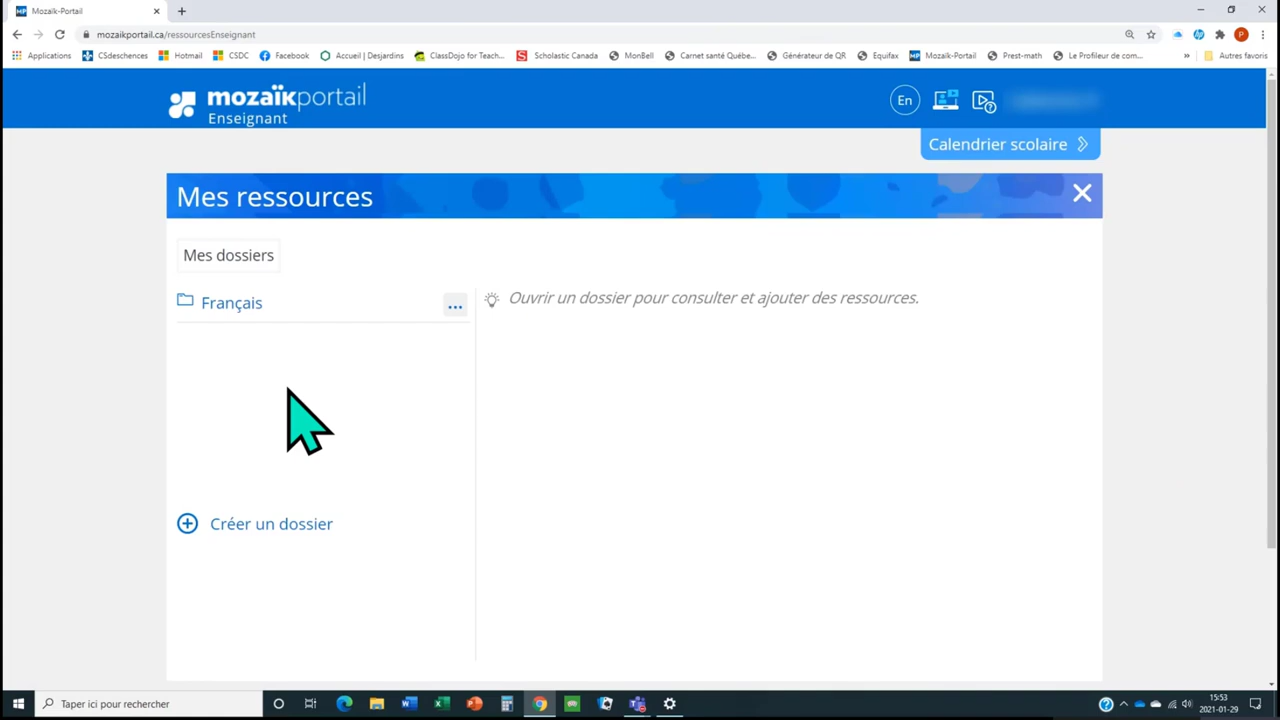 Mozaïk-Portail
mozaikportail.ca/ressourcesEnseignant
Applications CSdeschences Hotmail CSDC Facebook Accueil | Desjardins ClassDojo for Teach... Scholastic Canada MonBell Carnet santé Québe... Générateur de QR Equifax Mozaïk-Portail Prest-math Le Profileur de com... » Autres favoris
mozaïkportail
Enseignant
En
Calendrier scolaire
Mes ressources
Mes dossiers
Français
...
Ouvrir un dossier pour consulter et ajouter des ressources.
Créer un dossier
Taper ici pour rechercher
15:53
2021-01-29